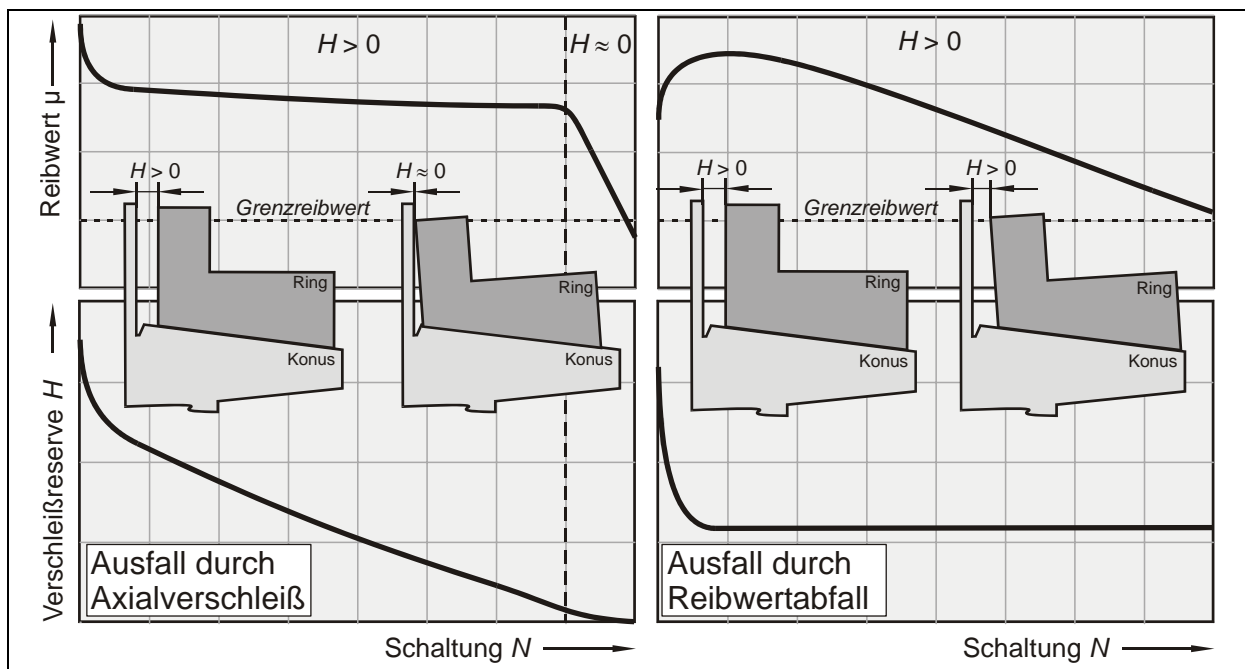 Reibwert µ
H > 0
H ≈ 0
H > 0
H ≈ 0
Grenzreibwert
Ring
Konus
Ring
Konus
Verschleißreserve H
Ausfall durch
Axialverschleiß
Schaltung N
H > 0
H > 0
H > 0
Grenzreibwert
Ring
Konus
Ring
Konus
Ausfall durch
Reibwertabfall
Schaltung N